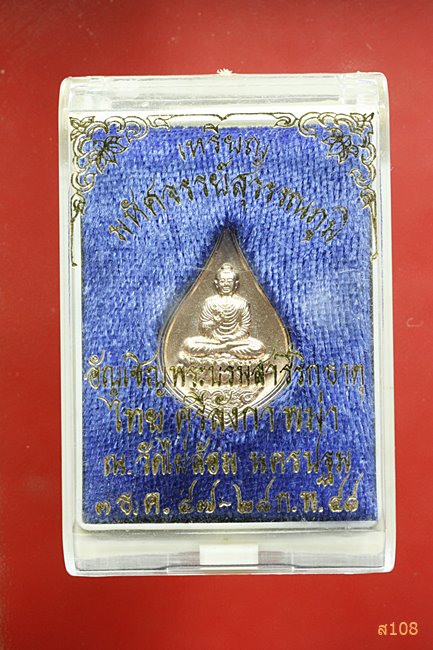 เหรียญ
มหัศจรรย์สุวรรณภูมิ
อัญเชิญพระบรมสารีริกธาตุ
ไทย ศรีลังกา พม่า
ณ. วัดไผ่ล้อม นครปฐม
๓ ธ.ค. ๔๗~๒๘ ก.พ. ๔๘
ส108